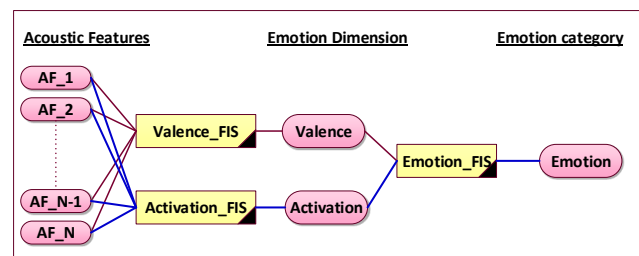 Acoustic Features
Emotion Dimension
Emotion category
AF_1
AF_2
AF_N-1
AF_N
Valence_FIS
Activation_FIS
Valence
Activation
Emotion_FIS
Emotion